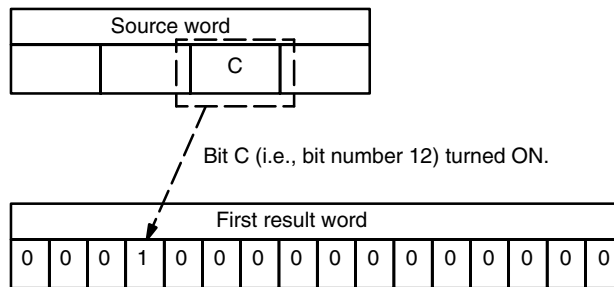 Source word
C
Bit C (i.e., bit number 12) turned ON.
First result word
0 0 0 1 0 0 0 0 0 0 0 0 0 0 0 0